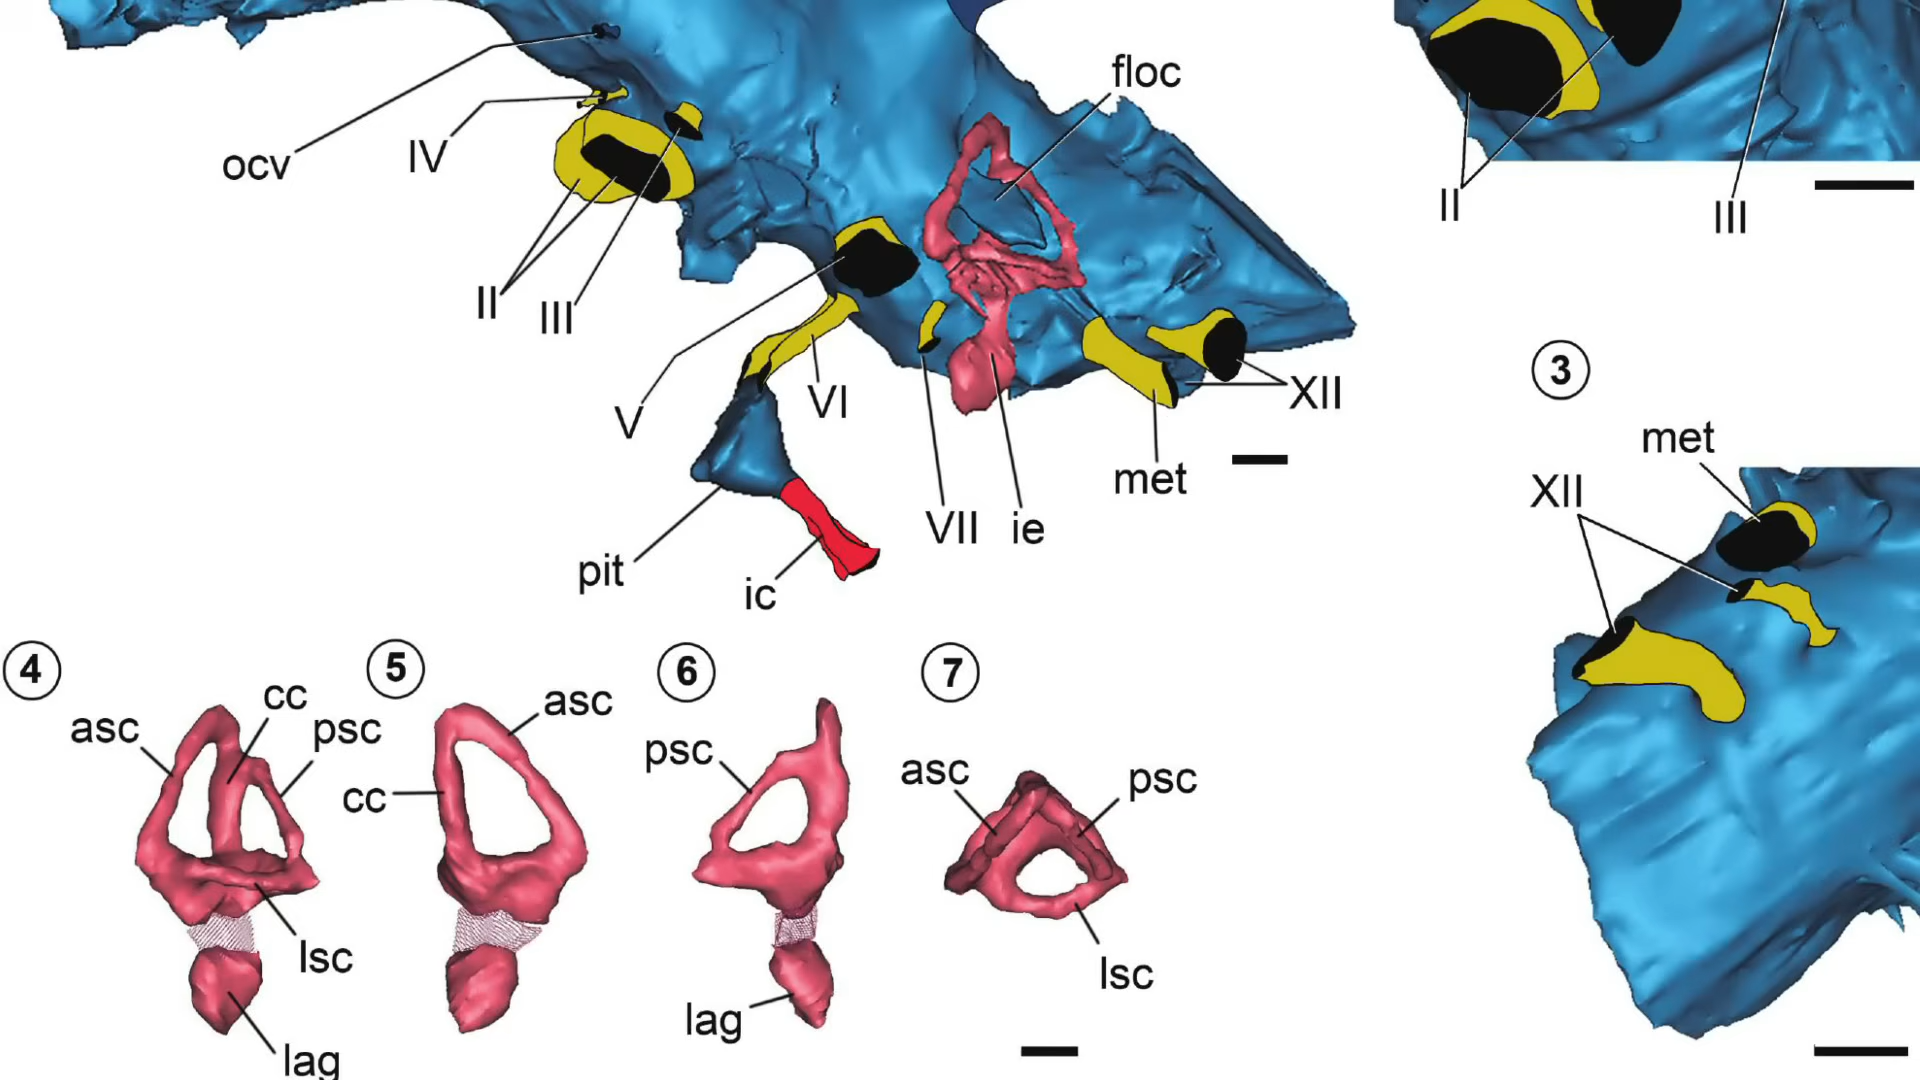 floc
ocv
IV
II
III
V
VI
XII
met
VII
ie
pit
ic
II
III
3
met
XII
4
asc
cc
psc
lsc
lag
5
asc
cc
6
psc
lag
7
asc
psc
lsc